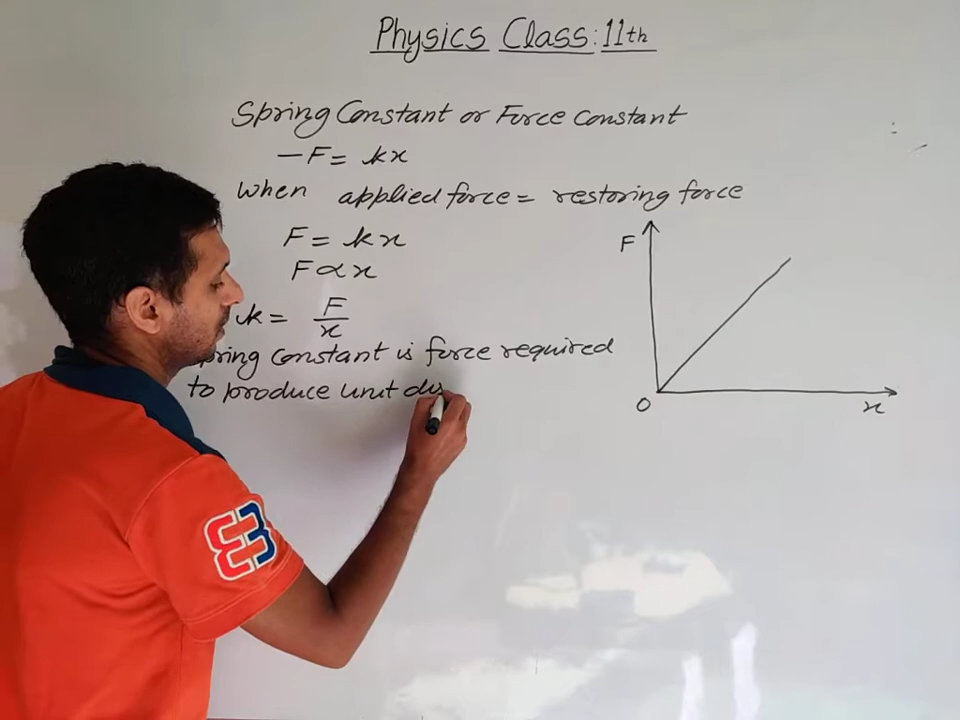 Physics Class: 11th
Spring Constant or Force constant
−F = kx
When applied force = restoring force
F = kx
F ∝ x
k = F/x
pring Constant is force required
to produce unit dis
F
O
x